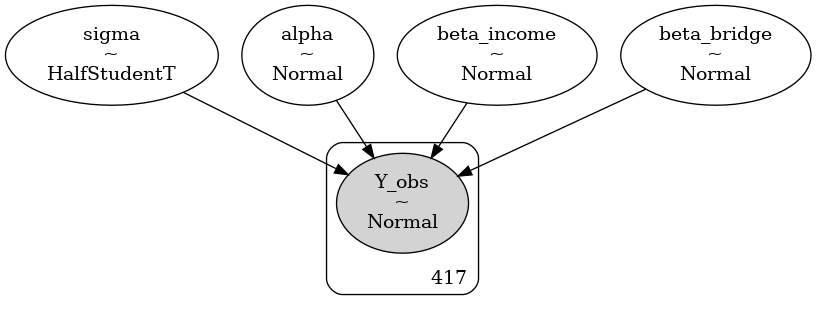 sigma
~
HalfStudentT
alpha
~
Normal
beta_income
~
Normal
beta_bridge
~
Normal
Y_obs
~
Normal
417